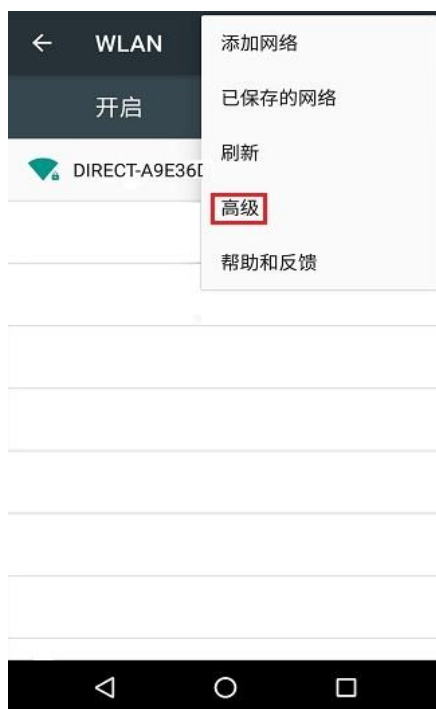 WLAN
开启
DIRECT-A9E36D
添加网络
已保存的网络
刷新
高级
帮助和反馈